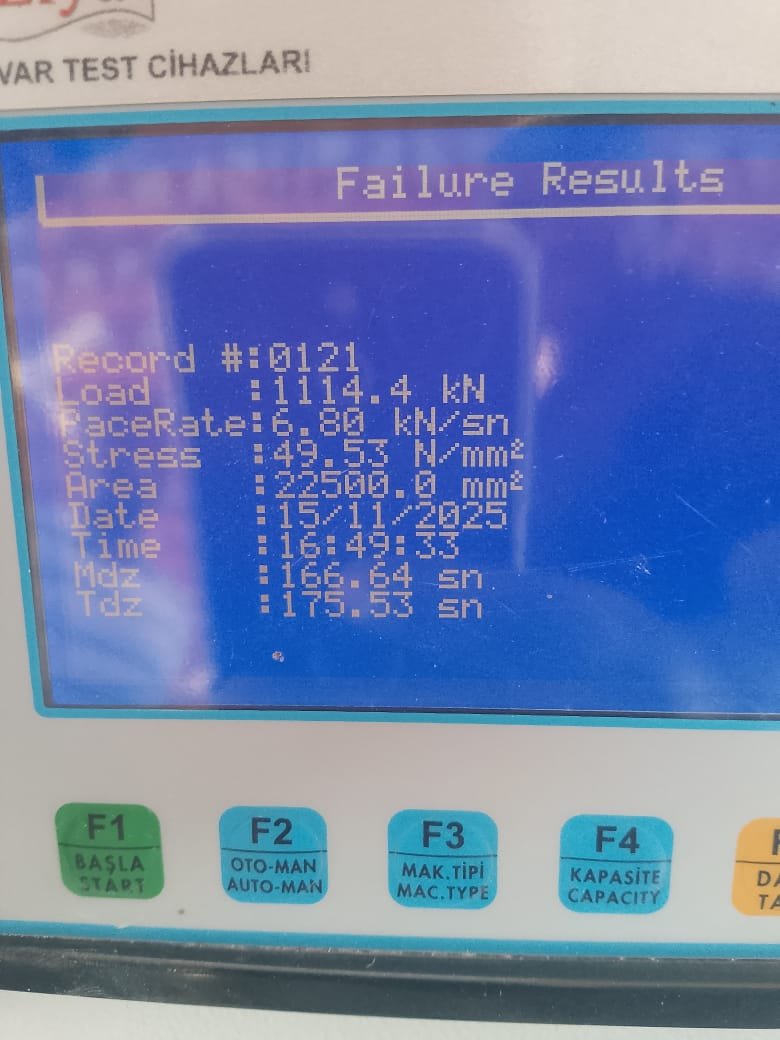 VAR TEST CİHAZLARI
Failure Results
Record #:0121
Load :1114.4 kN
PaceRate:6.80 kN/sn
Stress :49.53 N/mm²
Area :22500.0 mm²
Date :15/11/2025
Time :16:49:33
Mdz :166.64 sn
Tdz :175.53 sn
F1
BAŞLA
START
F2
OTO-MAN
AUTO-MAN
F3
MAK.TİPİ
MAC.TYPE
F4
KAPASİTE
CAPACITY
DA
TA